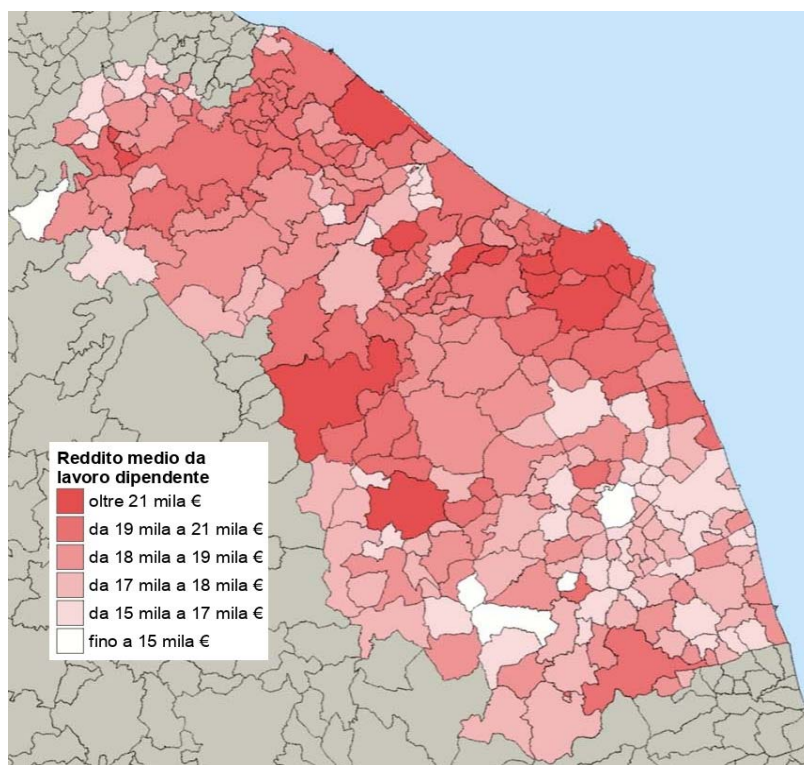 Reddito medio da
lavoro dipendente
oltre 21 mila €
da 19 mila a 21 mila €
da 18 mila a 19 mila €
da 17 mila a 18 mila €
da 15 mila a 17 mila €
fino a 15 mila €